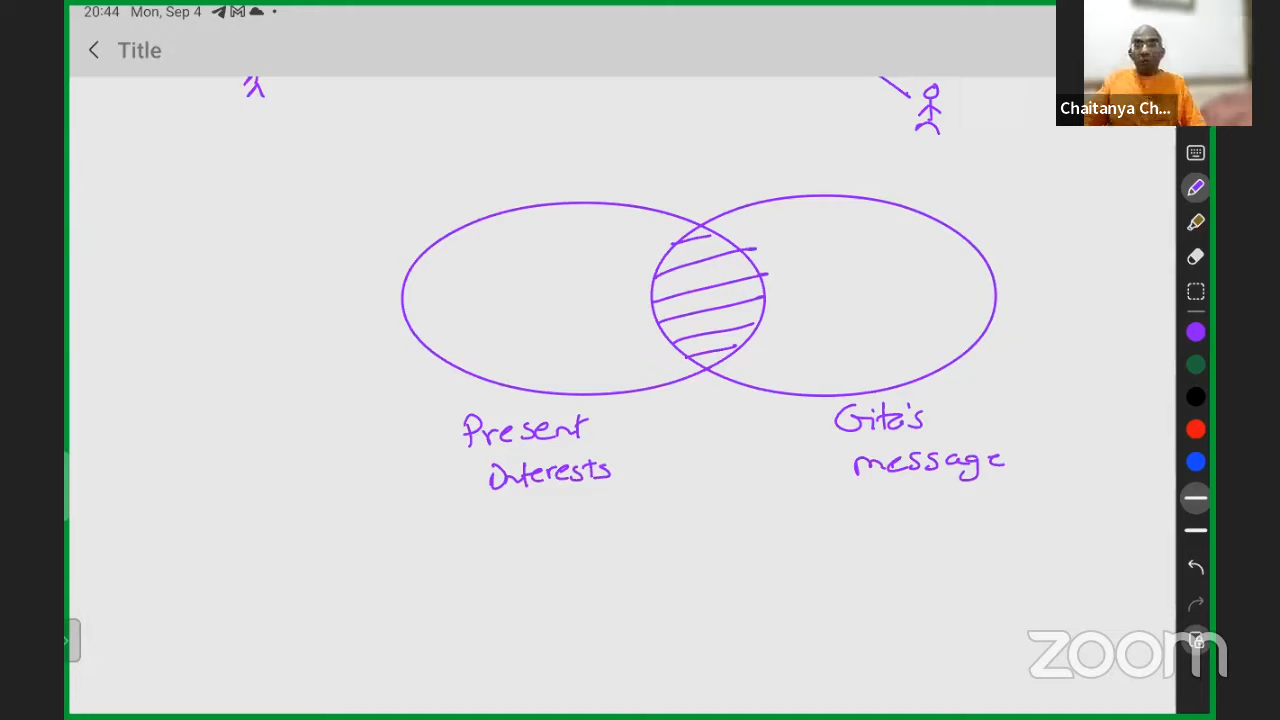 20:44 Mon, Sep 4
Title
Chaitanya Ch...
Present
Interests
Gita's
message
zoom